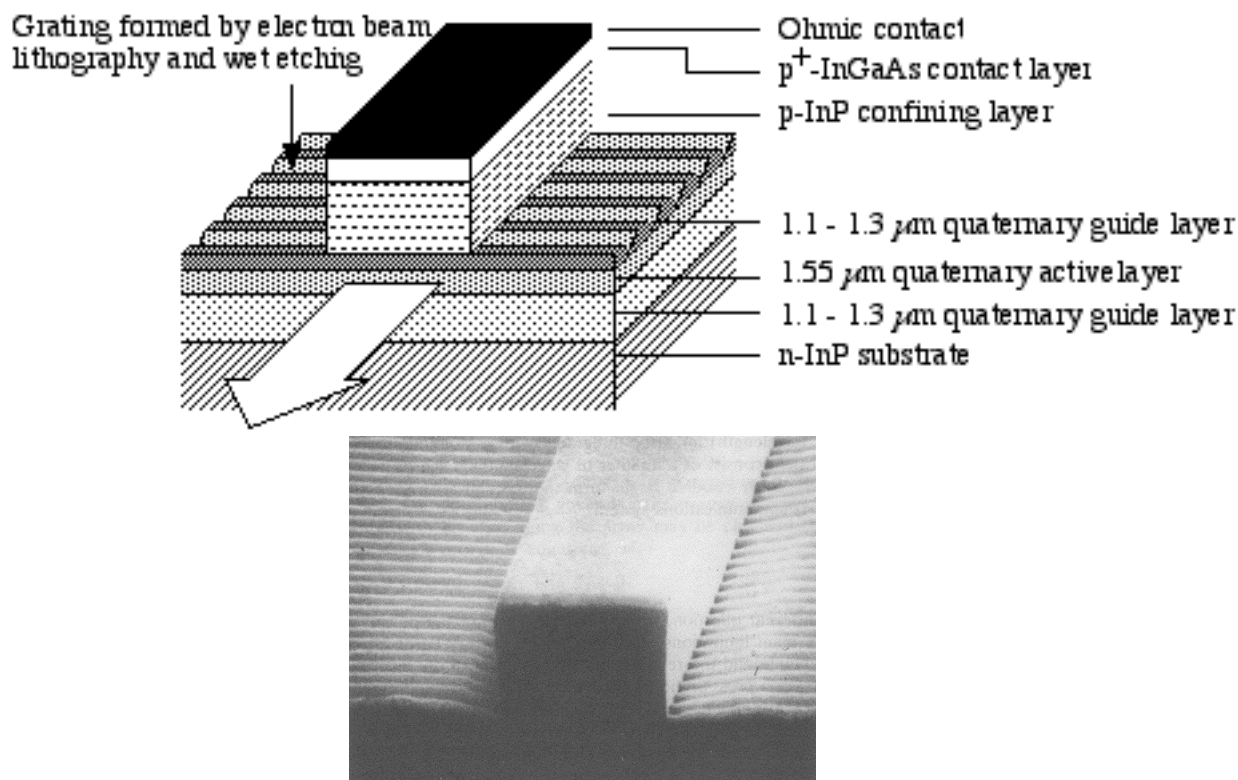 Grating formed by electron beam
lithography and wet etching
Ohmic contact
p+-InGaAs contact layer
p-InP confining layer
1.1 - 1.3 μm quaternary guide layer
1.55 μm quaternary active layer
1.1 - 1.3 μm quaternary guide layer
n-InP substrate